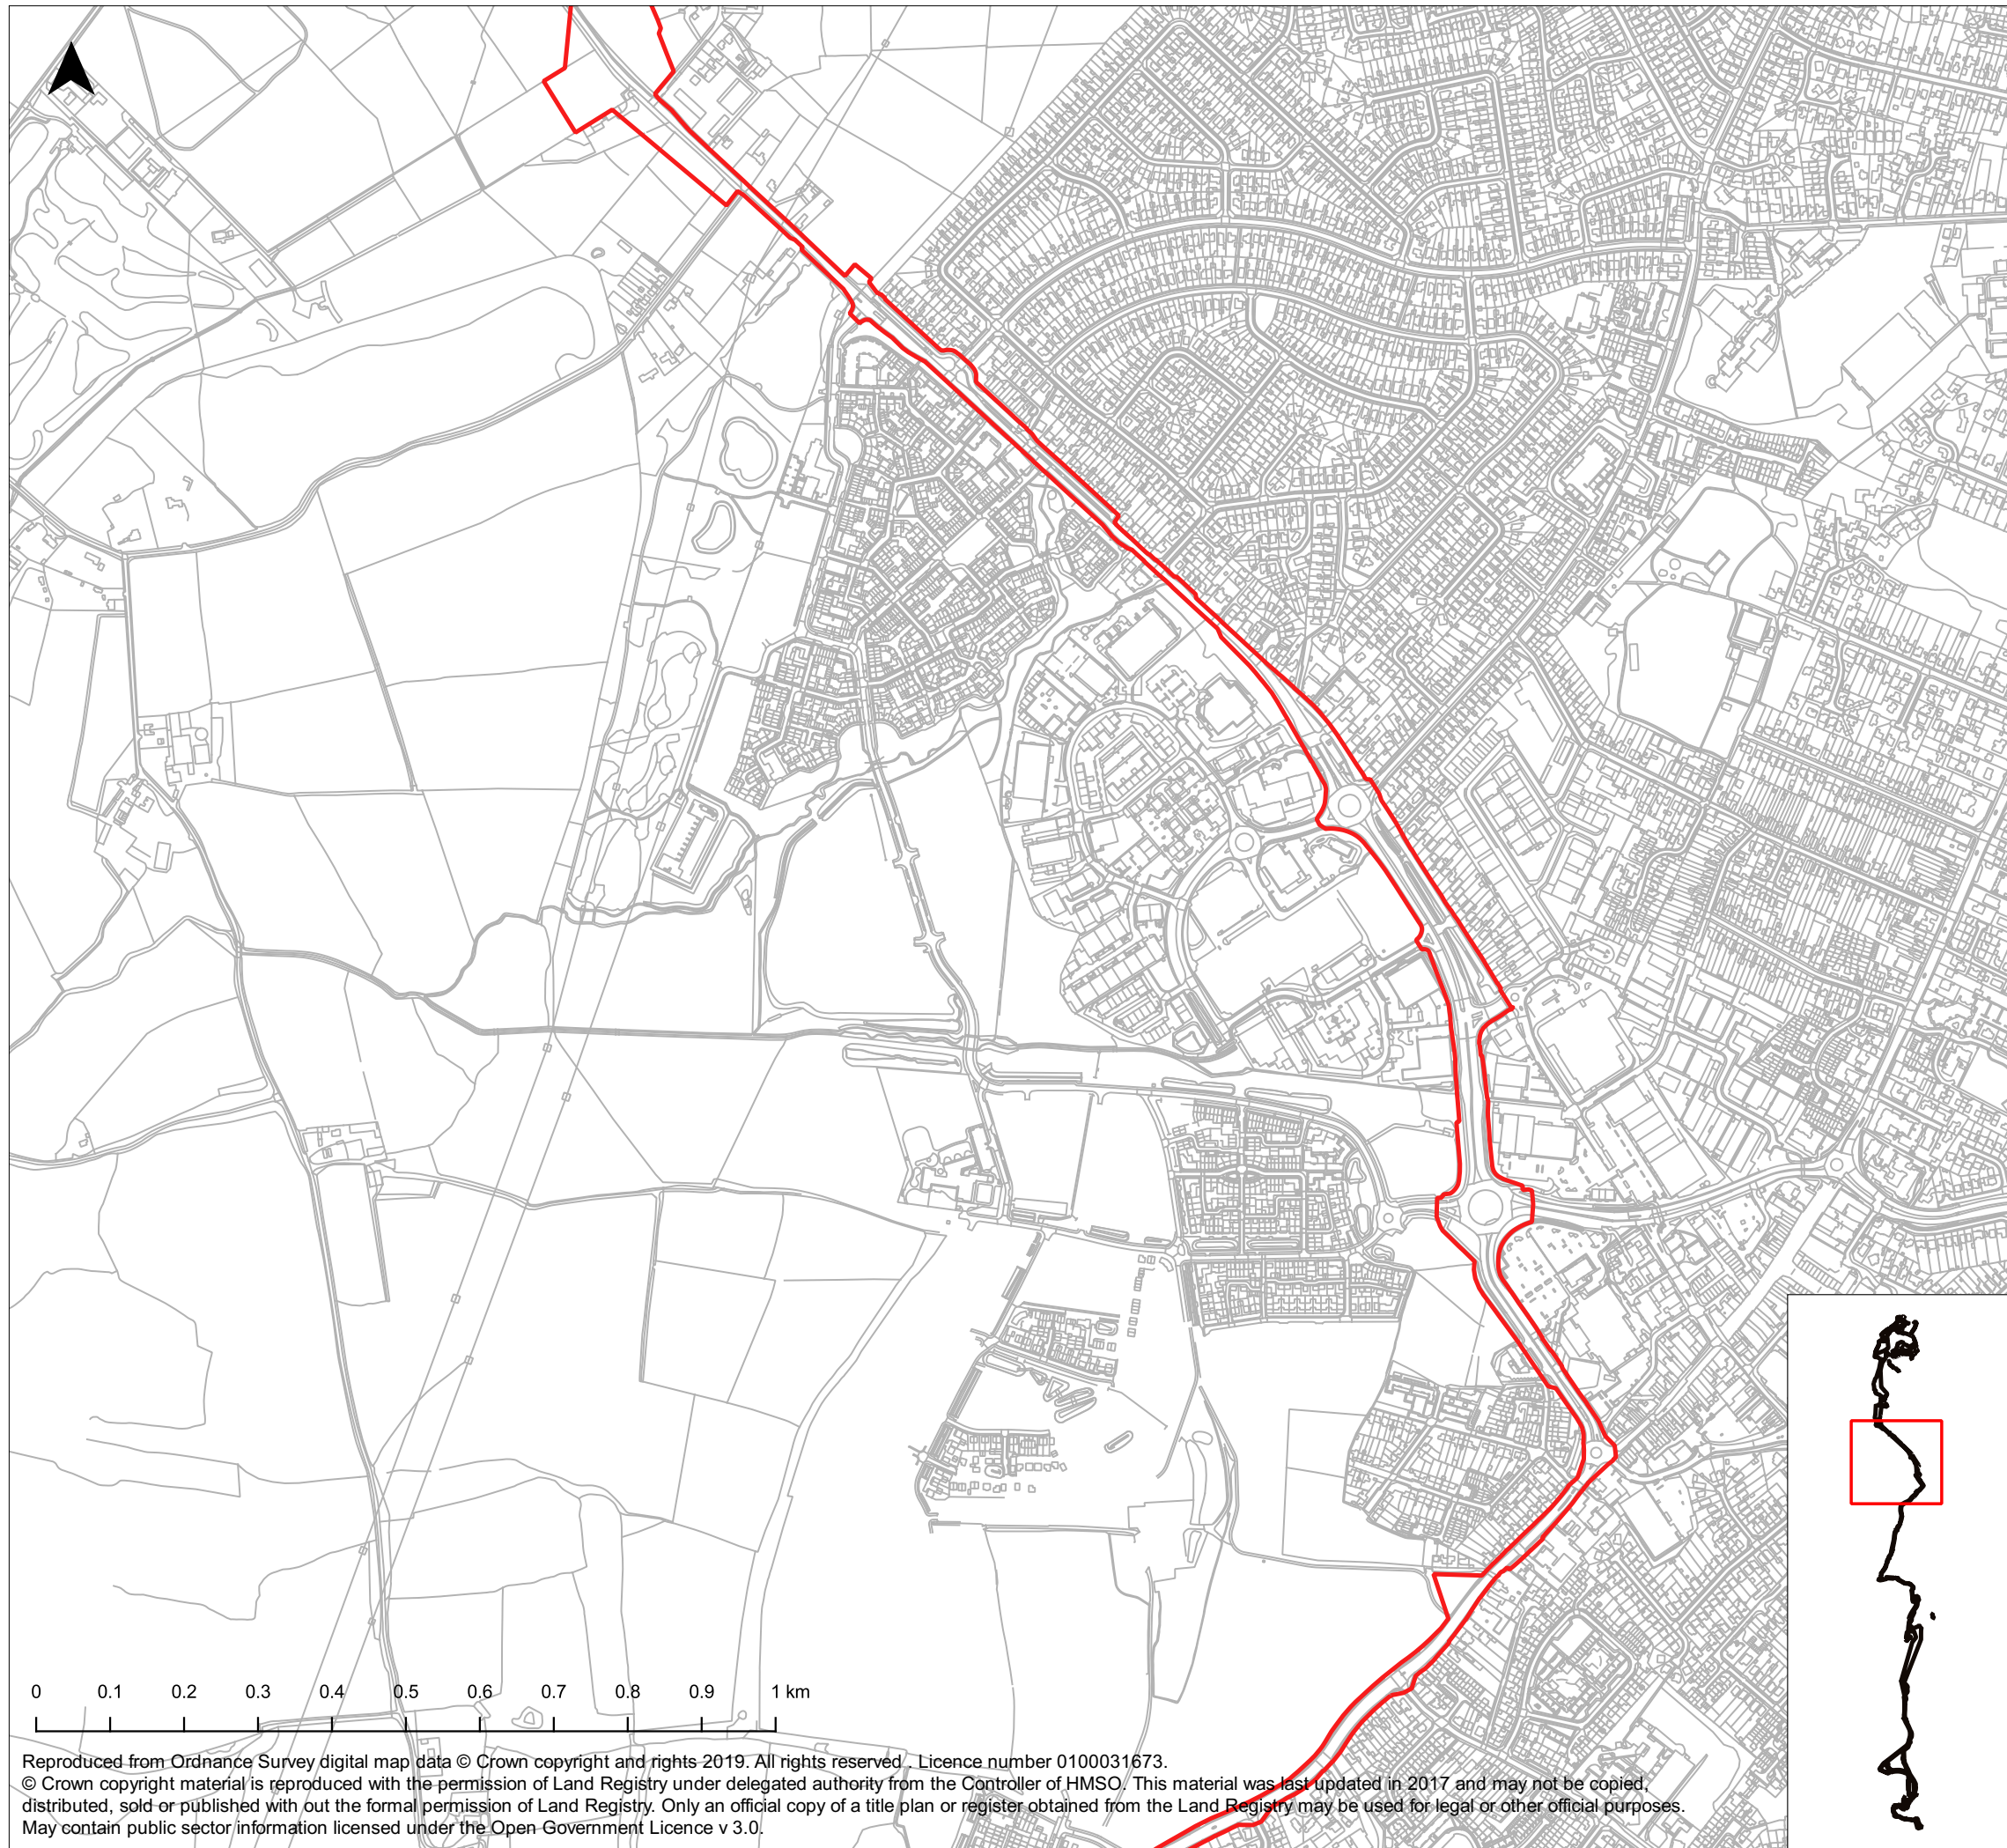 0 0.1 0.2 0.3 0.4 0.5 0.6 0.7 0.8 0.9 1 km
Reproduced from Ordnance Survey digital map data © Crown copyright and rights 2019. All rights reserved . Licence number 0100031673.
© Crown copyright material is reproduced with the permission of Land Registry under delegated authority from the Controller of HMSO. This material was last updated in 2017 and may not be copied,
distributed, sold or published with out the formal permission of Land Registry. Only an official copy of a title plan or register obtained from the Land Registry may be used for legal or other official purposes.
May contain public sector information licensed under the Open Government Licence v 3.0.